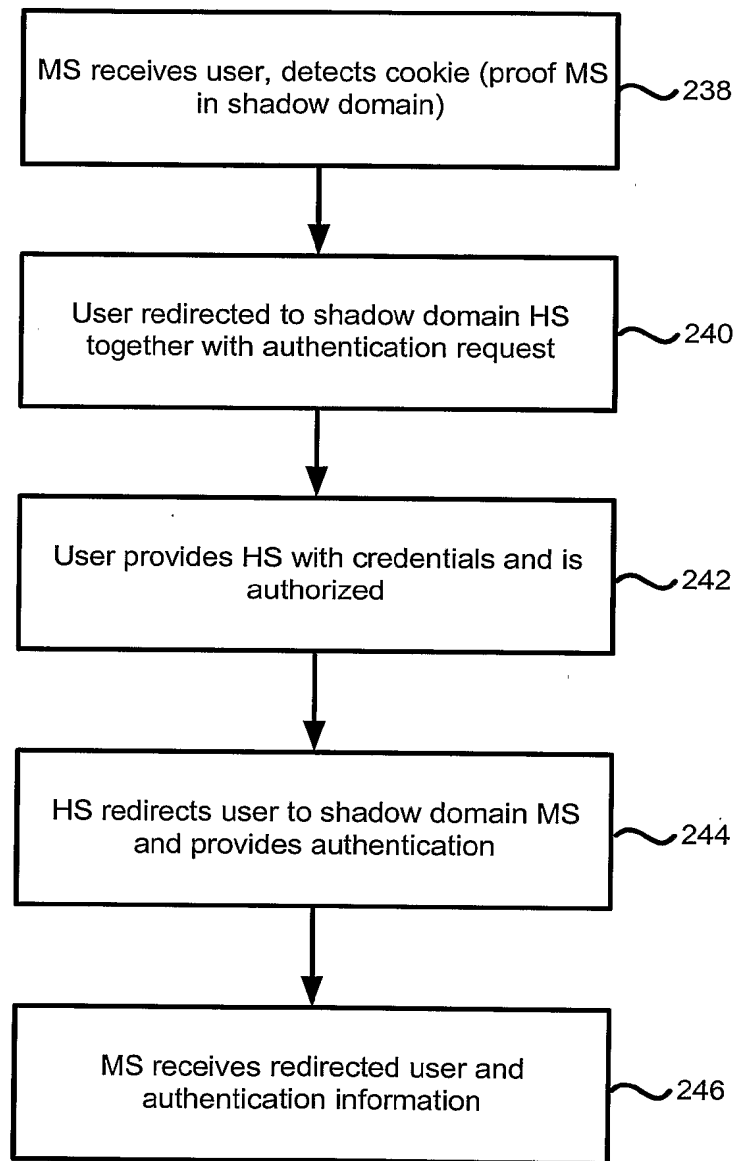 MS receives user, detects cookie (proof MS
in shadow domain)
238
User redirected to shadow domain HS
together with authentication request
240
User provides HS with credentials and is
authorized
242
HS redirects user to shadow domain MS
and provides authentication
244
MS receives redirected user and
authentication information
246